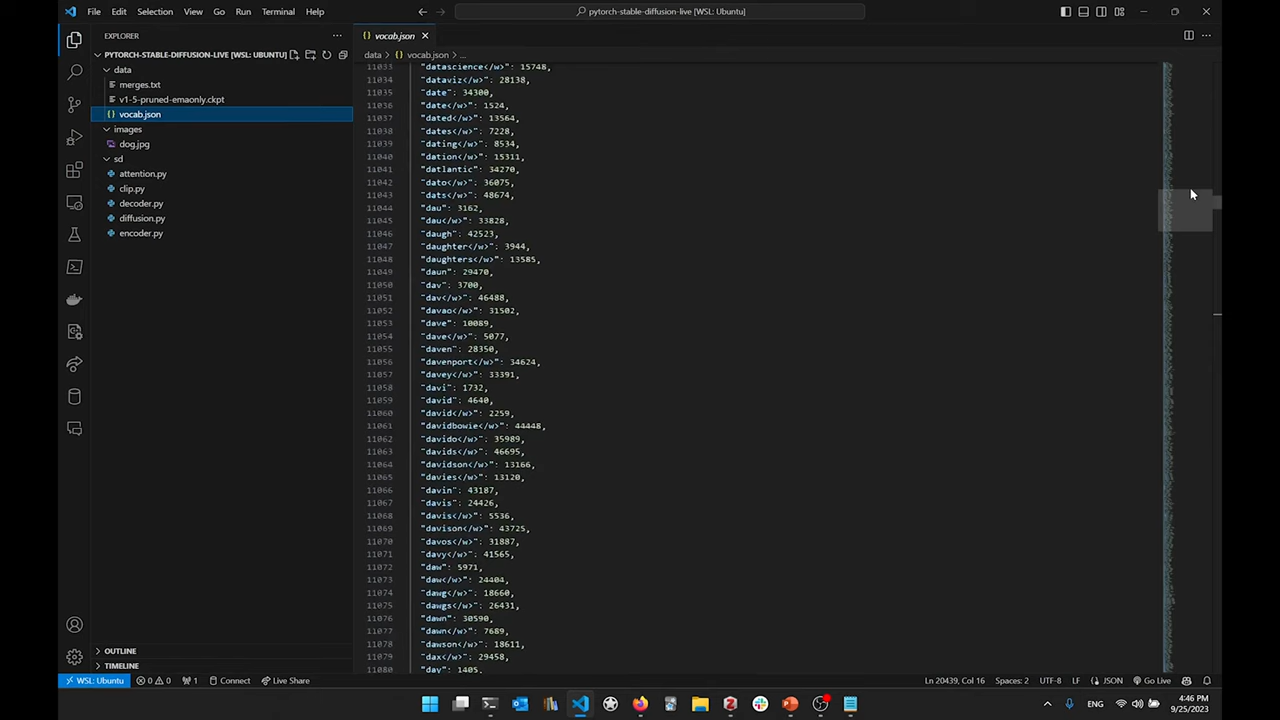 File Edit Selection View Go Run Terminal Help
pytorch-stable-diffusion-live [WSL: Ubuntu]
EXPLORER
PYTORCH-STABLE-DIFFUSION-LIVE [WSL: UBUNTU]
data
merges.txt
v1-5-pruned-emaonly.ckpt
vocab.json
images
dog.jpg
sd
attention.py
clip.py
decoder.py
diffusion.py
encoder.py
OUTLINE
TIMELINE
vocab.json
data > {} vocab.json > ...
11033 "datascience</w>": 15748,
11034 "dataviz</w>": 28138,
11035 "date": 34300,
11036 "date</w>": 1524,
11037 "dated</w>": 13564,
11038 "dates</w>": 7228,
11039 "dating</w>": 8534,
11040 "dation</w>": 15311,
11041 "datlantic": 34270,
11042 "dato</w>": 36075,
11043 "dats</w>": 48674,
11044 "dau": 3162,
11045 "dau</w>": 33828,
11046 "daugh": 42523,
11047 "daughter</w>": 3944,
11048 "daughters</w>": 13585,
11049 "daun": 29470,
11050 "dav": 3700,
11051 "dav</w>": 46488,
11052 "davao</w>": 31502,
11053 "dave": 10089,
11054 "dave</w>": 5077,
11055 "daven": 28350,
11056 "davenport</w>": 34624,
11057 "davey</w>": 33391,
11058 "davi": 1732,
11059 "david": 4640,
11060 "david</w>": 2259,
11061 "davidbowie</w>": 44448,
11062 "davido</w>": 35989,
11063 "davids</w>": 46695,
11064 "davidson</w>": 13166,
11065 "davies</w>": 13120,
11066 "davin": 43187,
11067 "davis": 24426,
11068 "davis</w>": 5536,
11069 "davison</w>": 43725,
11070 "davos</w>": 31887,
11071 "davy</w>": 41565,
11072 "daw": 5971,
11073 "daw</w>": 24404,
11074 "dawg</w>": 18660,
11075 "dawgs</w>": 26431,
11076 "dawn": 30590,
11077 "dawn</w>": 7689,
11078 "dawson</w>": 18611,
11079 "dax</w>": 29458,
11080 "day": 1405,
WSL: Ubuntu 0 0 1 Connect Live Share Ln 20439, Col 16 Spaces: 2 UTF-8 LF {} JSON Go Live
ENG
4:46 PM
9/25/2023